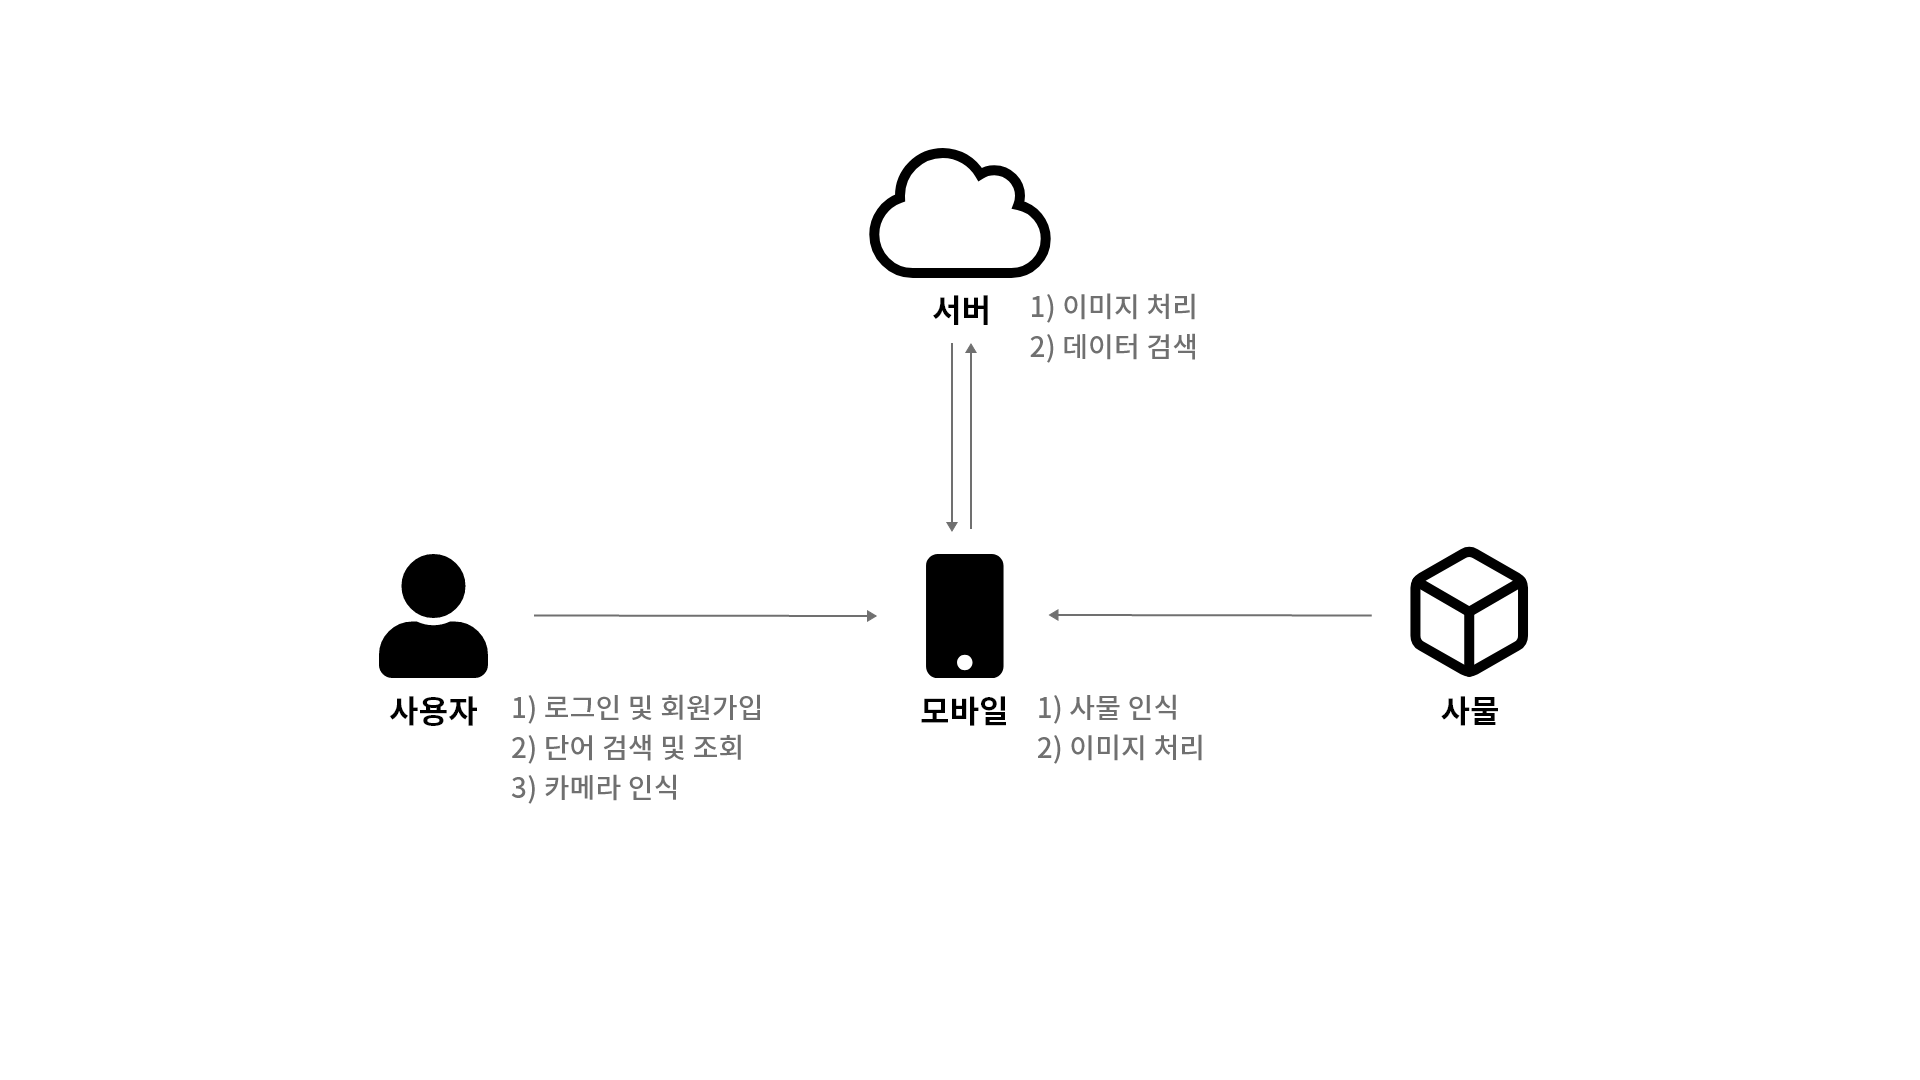 서버
1) 이미지 처리
2) 데이터 검색
사용자
1) 로그인 및 회원가입
2) 단어 검색 및 조회
3) 카메라 인식
모바일
1) 사물 인식
2) 이미지 처리
사물